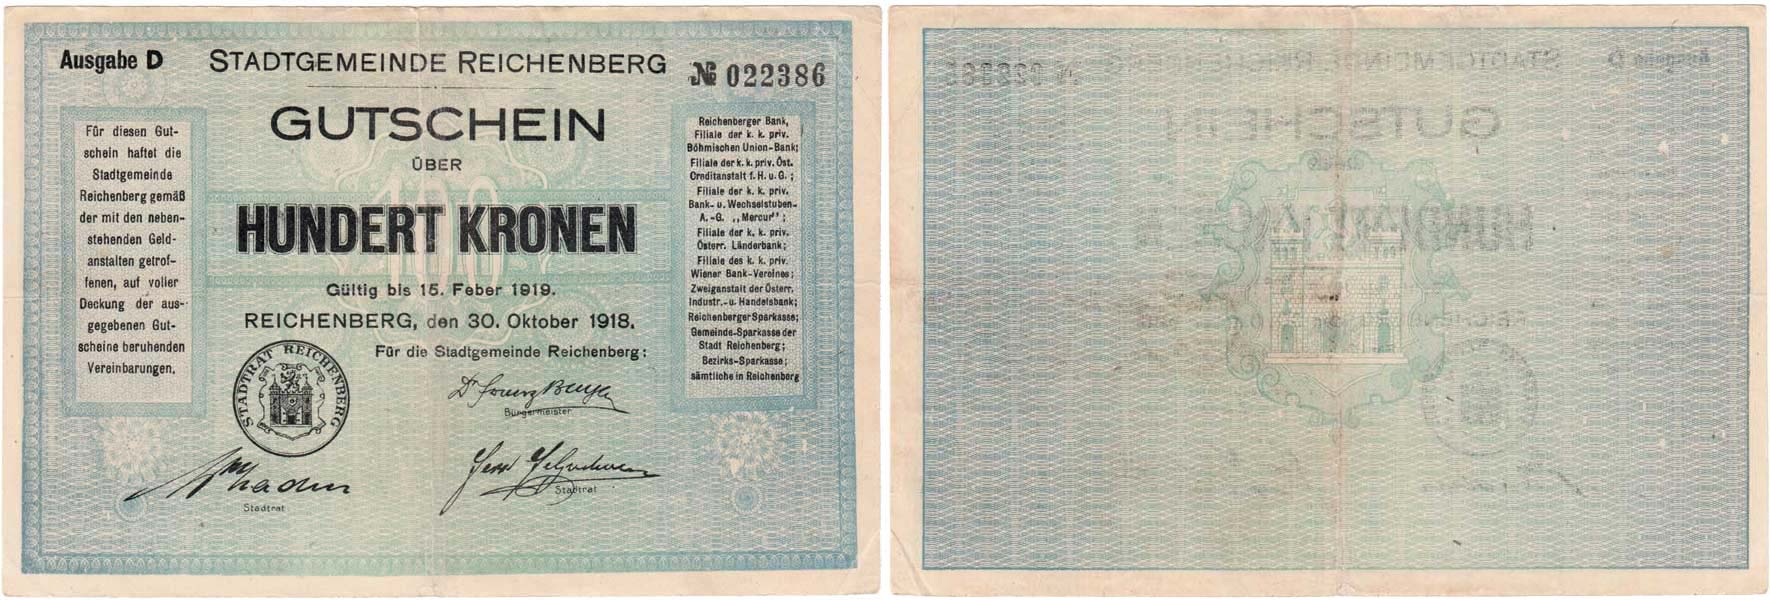 Ausgabe D
STADTGEMEINDE REICHENBERG
№ 022386
GUTSCHEIN
ÜBER
100
HUNDERT KRONEN
Gültig bis 15. Feber 1919.
REICHENBERG, den 30. Oktober 1918.
Für die Stadtgemeinde Reichenberg:
Für diesen Gut-
schein haftet die
Stadtgemeinde
Reichenberg gemäß
der mit den neben-
stehenden Geld-
anstalten getrof-
fenen, auf voller
Deckung der aus-
gegebenen Gut-
scheine beruhenden
Vereinbarungen.
Reichenberger Bank,
Filiale der k. k. priv.
Böhmischen Union-Bank;
Filiale der k. k. priv. Öst.
Creditanstalt f. H. u. G. ;
Filiale der k. k. priv.
Bank- u. Wechselstuben-
A.-G. „Mercur";
Filiale der k. k. priv.
Österr. Länderbank;
Filiale des k. k. priv.
Wiener Bank-Vereines;
Zweiganstalt der Österr.
Industr.- u. Handelsbank;
Reichenberger Sparkasse;
Gemeinde-Sparkasse der
Stadt Reichenberg;
Bezirks-Sparkasse;
sämtliche in Reichenberg
STADTRAT REICHENBERG
Bürgermeister
Stadtrat
Stadtrat